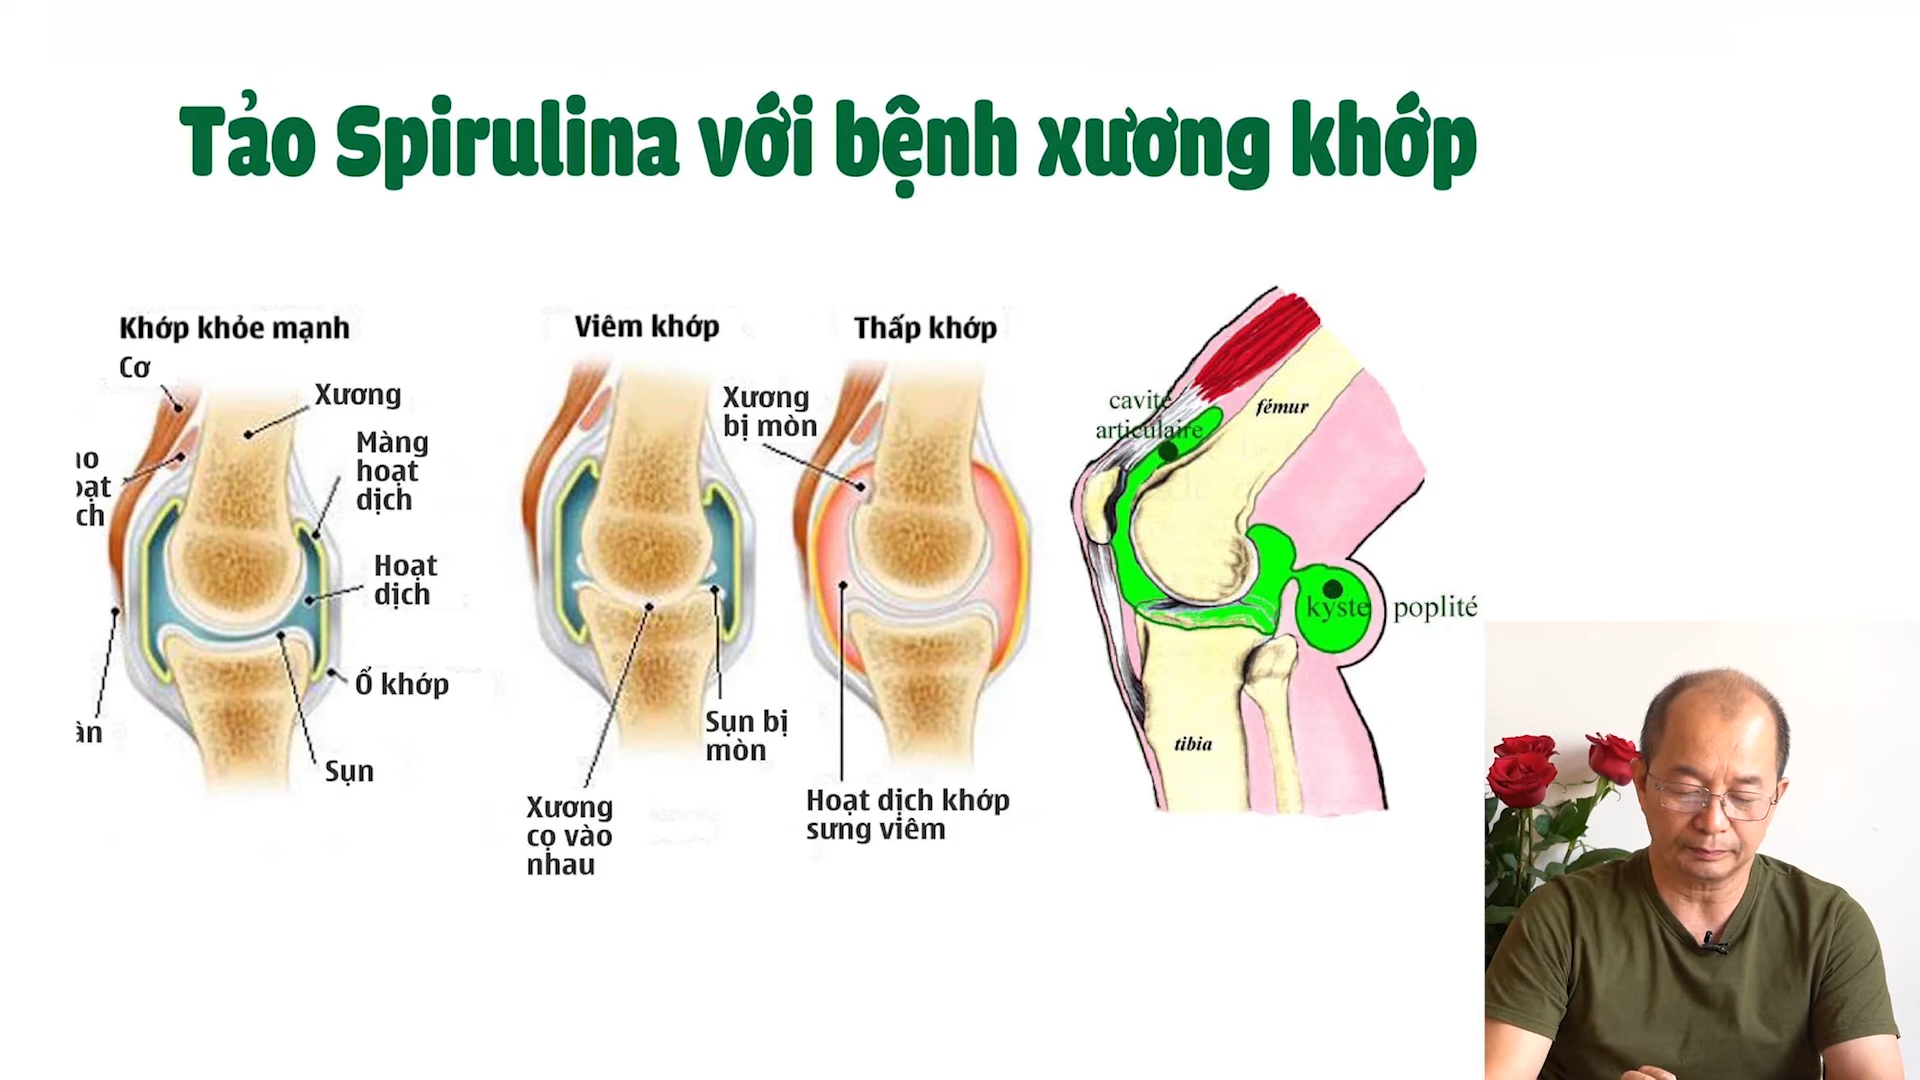 Tảo Spirulina với bệnh xương khớp
Khớp khỏe mạnh
Cơ
Xương
Màng
hoạt
dịch
Hoạt
dịch
Ổ khớp
Sụn
Viêm khớp
Xương
cọ vào
nhau
Sụn bị
mòn
Thấp khớp
Xương
bị mòn
Hoạt dịch khớp
sưng viêm
cavité
articulaire
fémur
kyste poplité
tibia